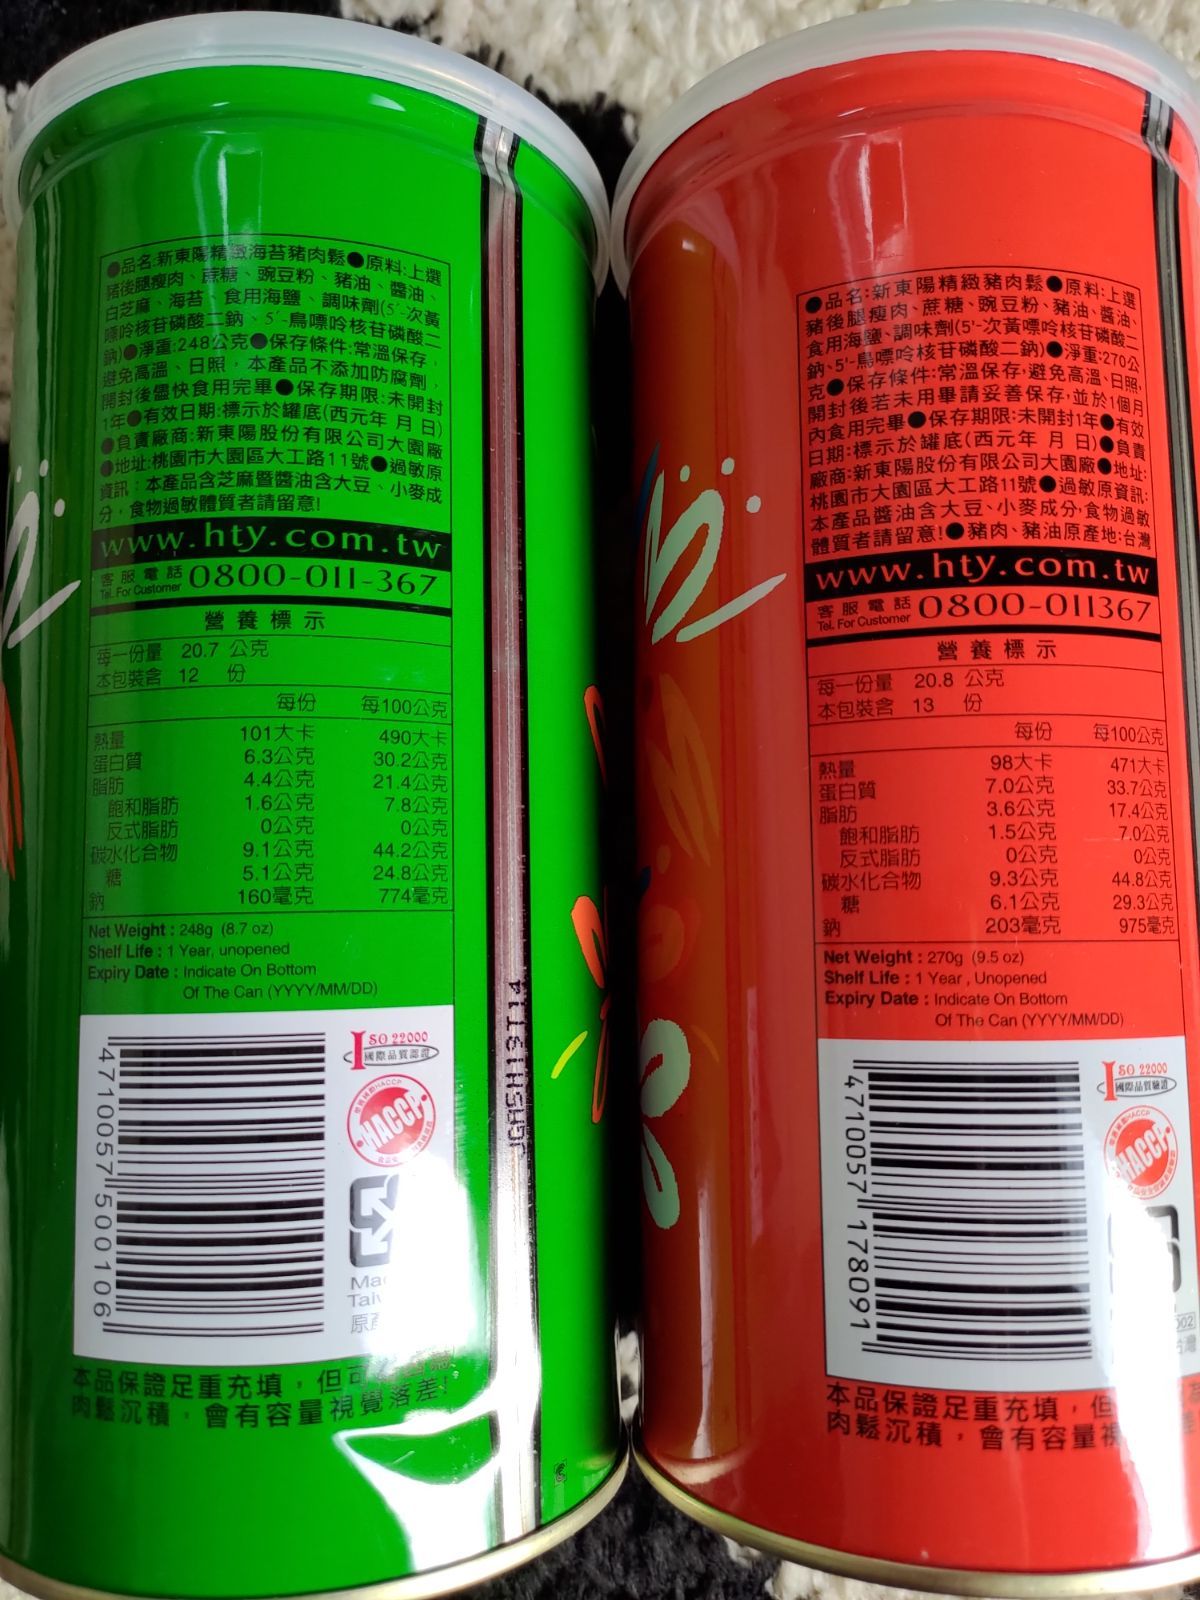 ●品名:新東陽精緻海苔豬肉鬆●原料:上選
豬後腿瘦肉、蔗糖、豌豆粉、豬油、醬油、
白芝麻、海苔、食用海鹽、調味劑(5´-次黃
嘌呤核苷磷酸二鈉、5´-鳥嘌呤核苷磷酸二
鈉)●淨重:248公克●保存條件:常溫保存,
避免高溫、日照,本產品不添加防腐劑,
開封後儘快食用完畢●保存期限:未開封
1年●有效日期:標示於罐底(西元年 月 日)
●負責廠商:新東陽股份有限公司大園廠
●地址:桃園市大園區大工路11號●過敏原
資訊:本產品含芝麻暨醬油含大豆、小麥成
分,食物過敏體質者請留意!
www.hty.com.tw
客服電話 0800-011-367
Tel. For Customer
營養標示
每一份量 20.7 公克
本包裝含 12 份
每份 每100公克
熱量 101大卡 490大卡
蛋白質 6.3公克 30.2公克
脂肪 4.4公克 21.4公克
飽和脂肪 1.6公克 7.8公克
反式脂肪 0公克 0公克
碳水化合物 9.1公克 44.2公克
糖 5.1公克 24.8公克
鈉 160毫克 774毫克
Net Weight : 248g (8.7 oz)
Shelf Life : 1 Year, unopened
Expiry Date : Indicate On Bottom
Of The Can (YYYY/MM/DD)
4710057500106
ISO 22000
國際品質認證
HACCP
Ma
Tai
原
本品保證足重充填,但可
肉鬆沉積,會有容量視覺落差!
●品名:新東陽精緻豬肉鬆●原料:上選
豬後腿瘦肉、蔗糖、豌豆粉、豬油、醬油、
食用海鹽、調味劑(5'-次黃嘌呤核苷磷酸二
鈉、5'-鳥嘌呤核苷磷酸二鈉)●淨重:270公
克●保存條件:常溫保存,避免高溫、日照,
開封後若未用畢請妥善保存,並於1個月
內食用完畢●保存期限:未開封1年●有效
日期:標示於罐底(西元年 月 日)●負責
廠商:新東陽股份有限公司大園廠●地址:
桃園市大園區大工路11號●過敏原資訊:
本產品醬油含大豆、小麥成分,食物過敏
體質者請留意!●豬肉、豬油原產地:台灣
www.hty.com.tw
客服電話 0800-011367
Tel. For Customer
營養標示
每一份量 20.8 公克
本包裝含 13 份
每份 每100公克
熱量 98大卡 471大卡
蛋白質 7.0公克 33.7公克
脂肪 3.6公克 17.4公克
飽和脂肪 1.5公克 7.0公克
反式脂肪 0公克 0公克
碳水化合物 9.3公克 44.8公克
糖 6.1公克 29.3公克
鈉 203毫克 975毫克
Net Weight : 270g (9.5 oz)
Shelf Life : 1 Year , Unopened
Expiry Date : Indicate On Bottom
Of The Can (YYYY/MM/DD)
4710057178091
ISO 22000
國際品質驗證
HACCP
本品保證足重充填,但
肉鬆沉積,會有容量視